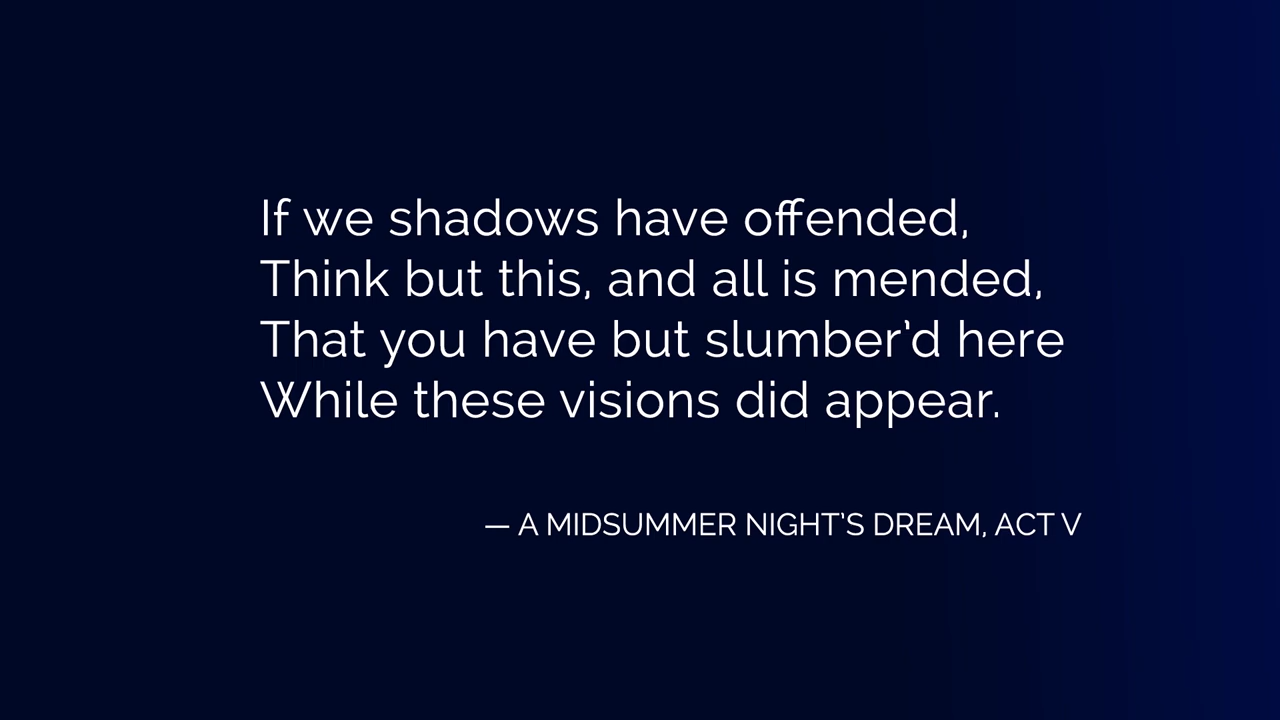 If we shadows have offended,
Think but this, and all is mended,
That you have but slumber’d here
While these visions did appear.
— A MIDSUMMER NIGHT’S DREAM, ACT V